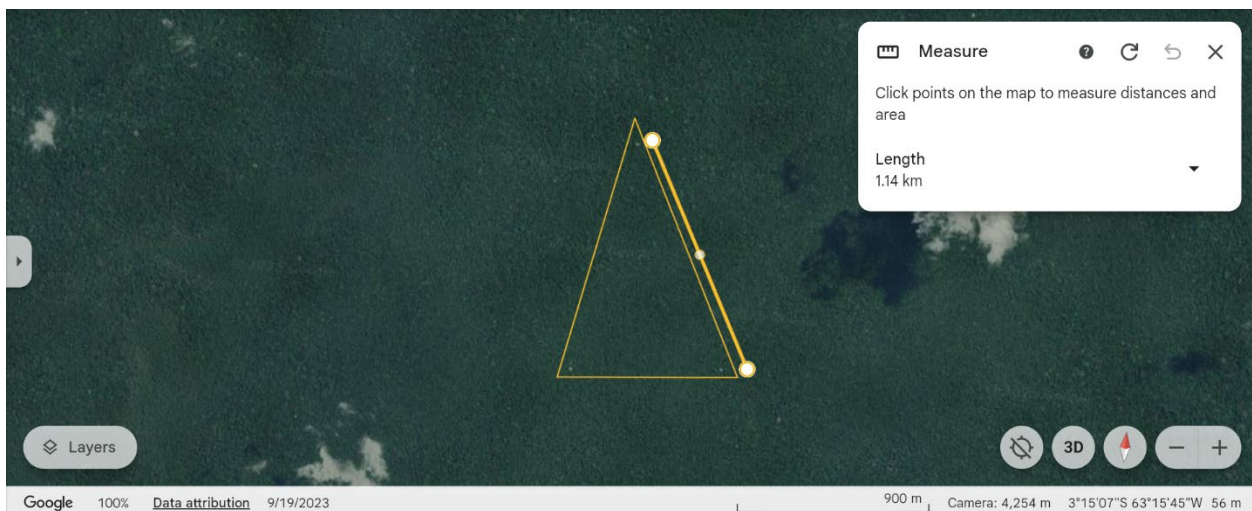 Measure
Click points on the map to measure distances and
area
Length
1.14 km
Layers
3D
Google 100% Data attribution 9/19/2023 900 m Camera: 4,254 m 3°15'07"S 63°15'45"W 56 m